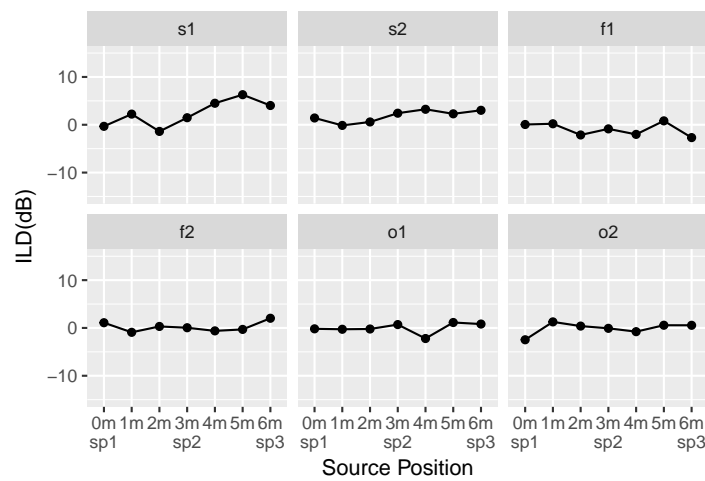 s1 s2 f1
10
0
−10
ILD(dB)
f2 o1 o2
10
0
−10
0m 1m 2m 3m 4m 5m 6m 0m 1m 2m 3m 4m 5m 6m 0m 1m 2m 3m 4m 5m 6m
sp1 sp2 sp3 sp1 sp2 sp3 sp1 sp2 sp3
Source Position